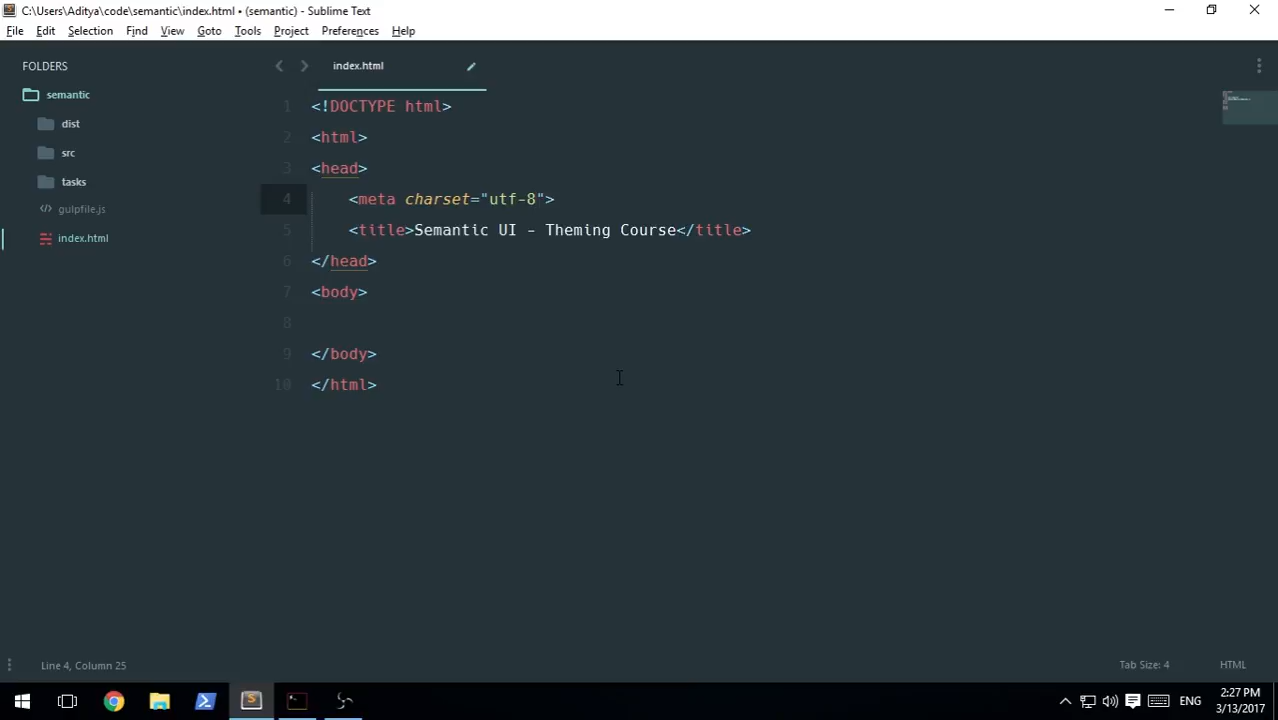 C:\Users\Aditya\code\semantic\index.html • (semantic) - Sublime Text
File Edit Selection Find View Goto Tools Project Preferences Help
FOLDERS
semantic
dist
src
tasks
gulpfile.js
index.html
index.html
1 <!DOCTYPE html>
2 <html>
3 <head>
4 <meta charset="utf-8">
5 <title>Semantic UI - Theming Course</title>
6 </head>
7 <body>
8
9 </body>
10 </html>
Line 4, Column 25
Tab Size: 4 HTML
ENG
2:27 PM
3/13/2017